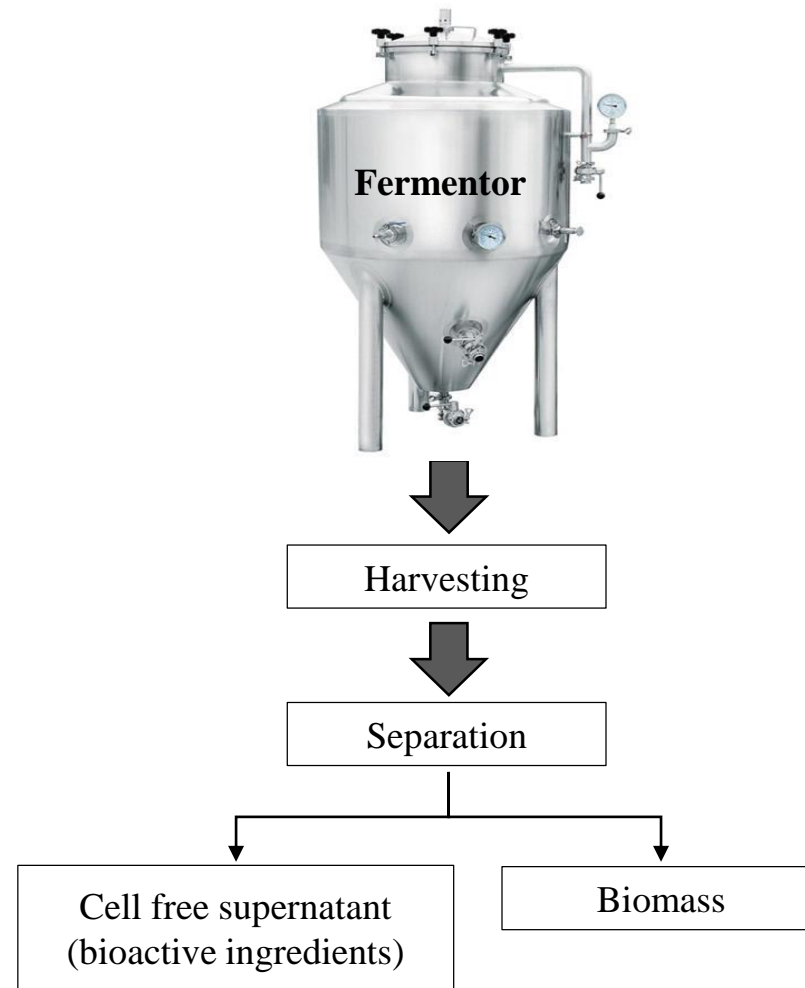 Fermentor
Harvesting
Separation
Cell free supernatant
(bioactive ingredients)
Biomass